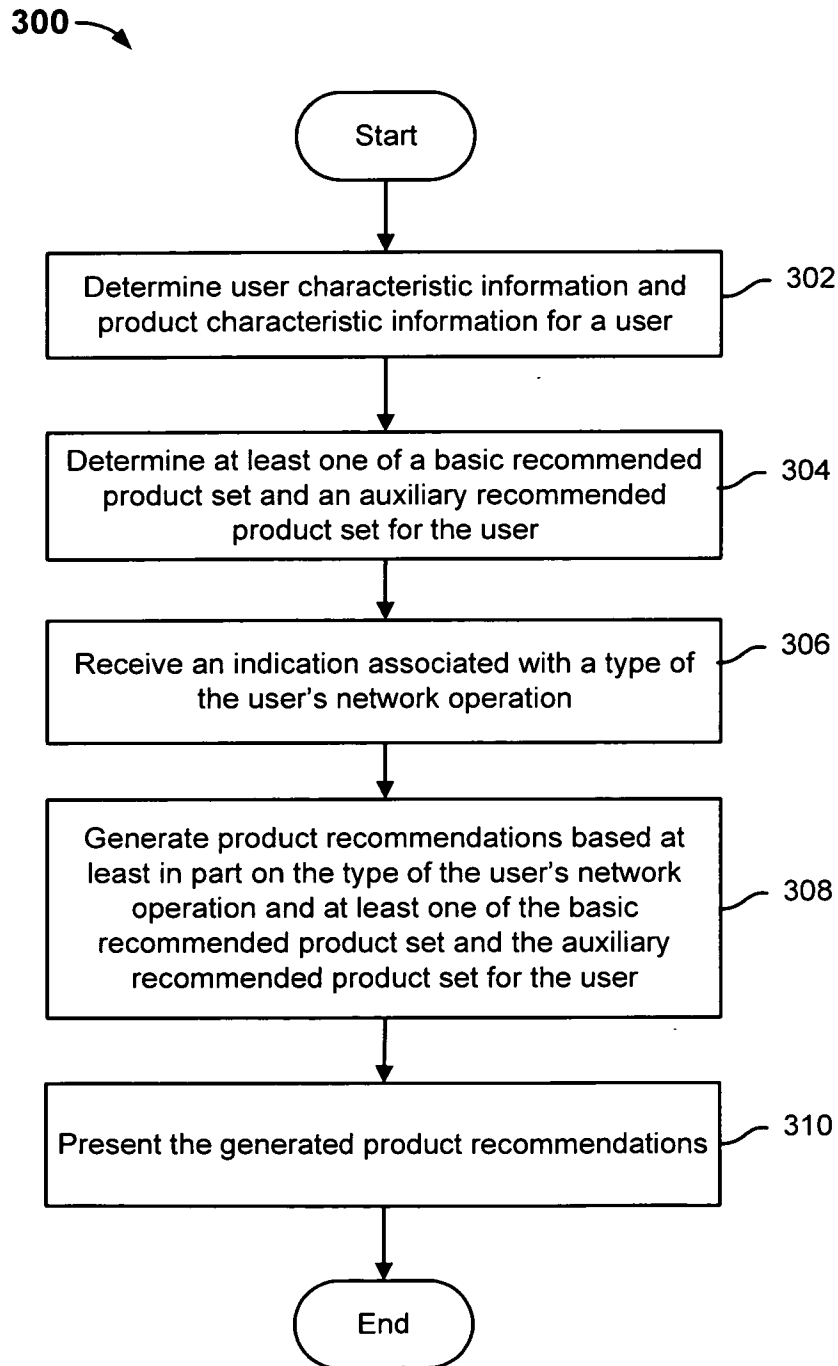 300
Start
Determine user characteristic information and
product characteristic information for a user
302
Determine at least one of a basic recommended
product set and an auxiliary recommended
product set for the user
304
Receive an indication associated with a type of
the user's network operation
306
Generate product recommendations based at
least in part on the type of the user's network
operation and at least one of the basic
recommended product set and the auxiliary
recommended product set for the user
308
Present the generated product recommendations
310
End